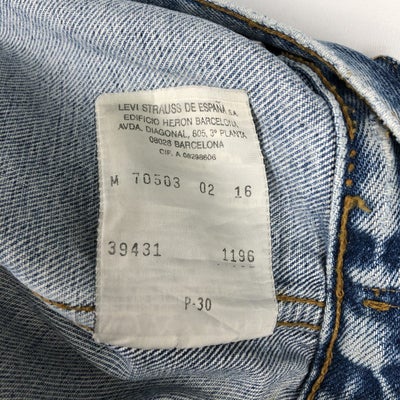 LEVI STRAUSS DE ESPAÑA S.A.
EDIFICIO HERON BARCELONA
AVDA. DIAGONAL, 605, 3º PLANTA
08028 BARCELONA
CIF. A 08298606
M 70503 02 16
39431 1196
P-30